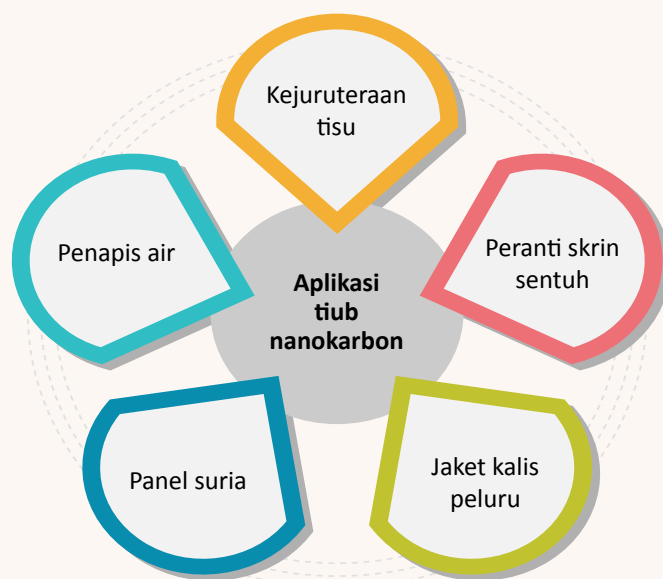 Kejuruteraan
tisu
Penapis air
Peranti skrin
sentuh
Aplikasi
tiub
nanokarbon
Panel suria
Jaket kalis
peluru